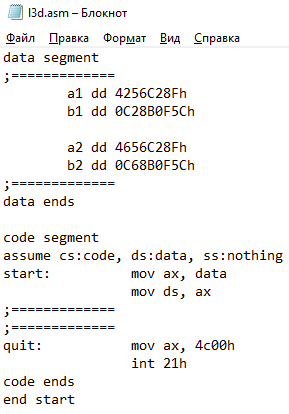 l3d.asm – Блокнот
Файл Правка Формат Вид Справка
data segment
;=============
a1 dd 4256C28Fh
b1 dd 0C28B0F5Ch
a2 dd 4656C28Fh
b2 dd 0C68B0F5Ch
;=============
data ends
code segment
assume cs:code, ds:data, ss:nothing
start: mov ax, data
mov ds, ax
;=============
;=============
quit: mov ax, 4c00h
int 21h
code ends
end start